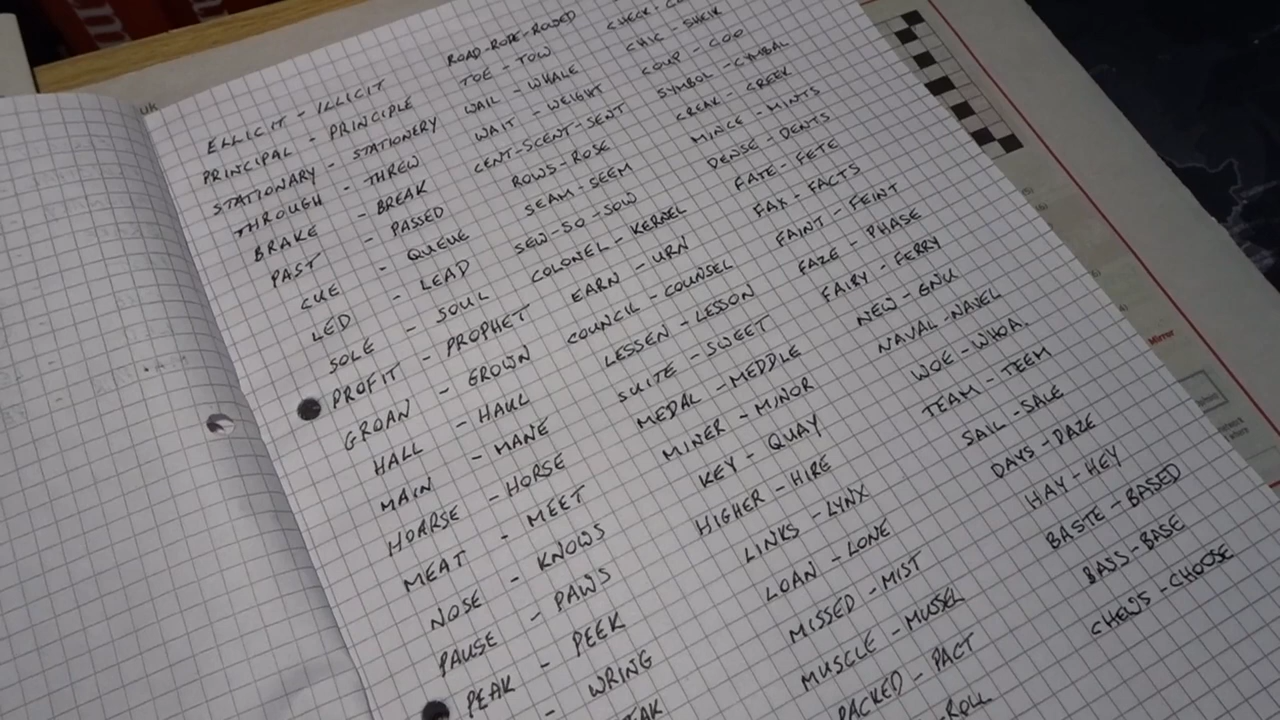 uk
ELLICIT - ILLICIT
PRINCIPAL - PRINCIPLE
STATIONARY - STATIONERY
THROUGH - THREW
BRAKE - BREAK
PAST - PASSED
CUE - QUEUE
LED - LEAD
SOLE - SOUL
PROFIT - PROPHET
GROAN - GROWN
HALL - HAUL
MAIN - MANE
HOARSE - HORSE
MEAT - MEET
NOSE - KNOWS
PAUSE - PAWS
PEAK - PEEK
- WRING
ROAD - RODE - ROWED
TOE - TOW
WAIL - WHALE
WAIT - WEIGHT
CENT - SCENT - SENT
ROWS - ROSE
SEAM - SEEM
SEW - SO - SOW
COLONEL - KERNEL
EARN - URN
COUNCIL - COUNSEL
LESSEN - LESSON
SUITE - SWEET
MEDAL - MEDDLE
MINER - MINOR
KEY - QUAY
HIGHER - HIRE
LINKS - LYNX
LOAN - LONE
MISSED - MIST
MUSCLE - MUSSEL
PACKED - PACT
- ROLL
CHECK -
CHIC - SHEIK
COUP - COO
SYMBOL - CYMBAL
CREAK - CREEK
MINCE - MINTS
DENSE - DENTS
FATE - FETE
FAX - FACTS
FAINT - FEINT
FAZE - PHASE
FAIRY - FERRY
NEW - GNU
NAVAL - NAVEL
WOE - WHOA.
TEAM - TEEM
SAIL - SALE
DAYS - DAZE
HAY - HEY
BASTE - BASED
BASS - BASE
CHEWS - CHOOSE
Mirror